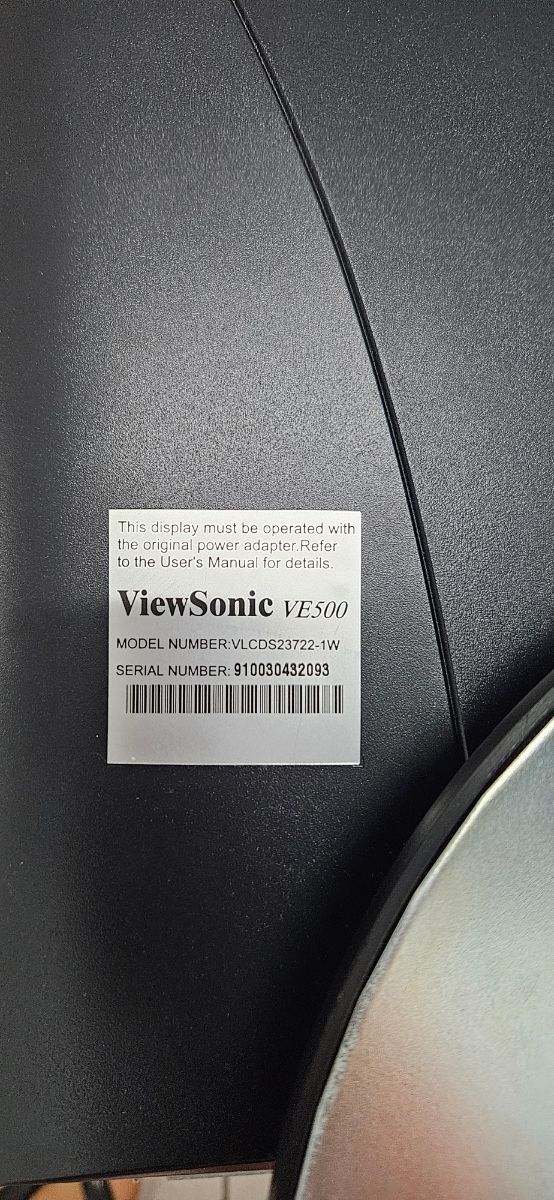 This display must be operated with
the original power adapter.Refer
to the User's Manual for details.
ViewSonic VE500
MODEL NUMBER:VLCDS23722-1W
SERIAL NUMBER: 910030432093